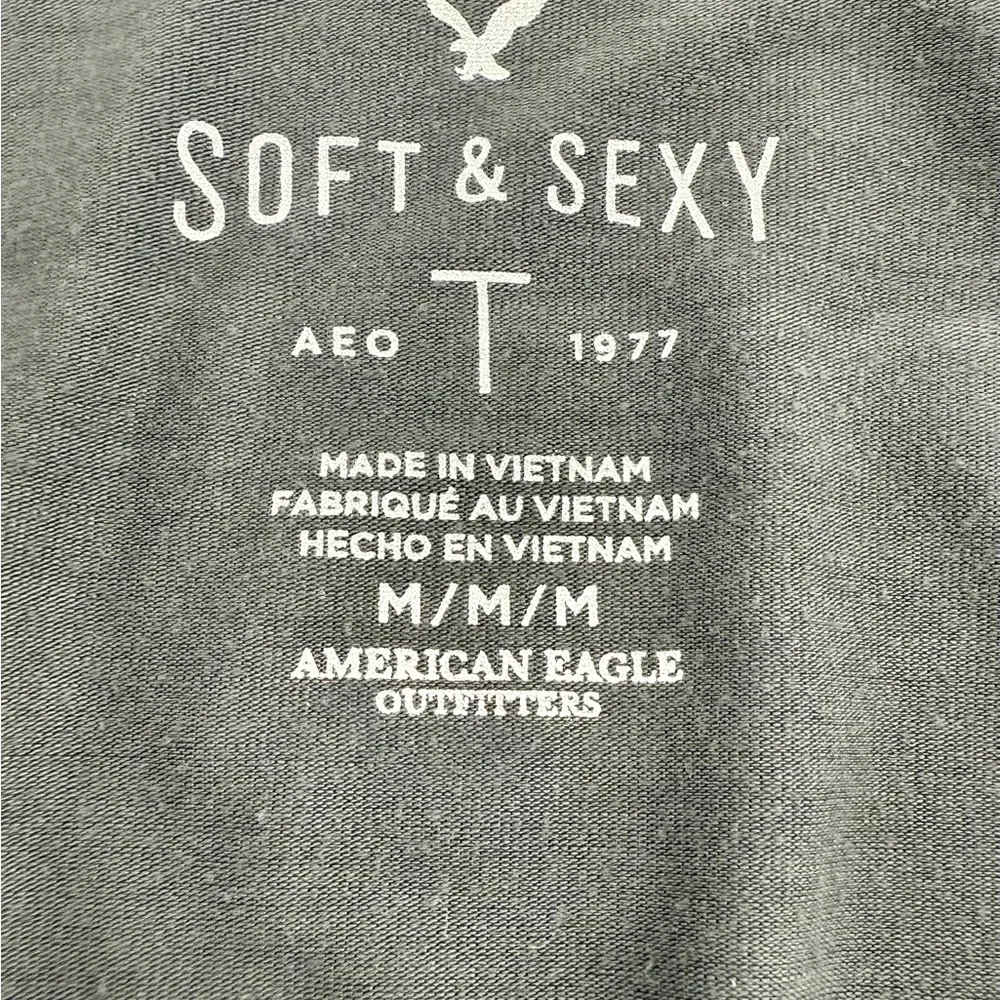 SOFT & SEXY
T
AEO 1977
MADE IN VIETNAM
FABRIQUÉ AU VIETNAM
HECHO EN VIETNAM
M/M/M
AMERICAN EAGLE
OUTFITTERS